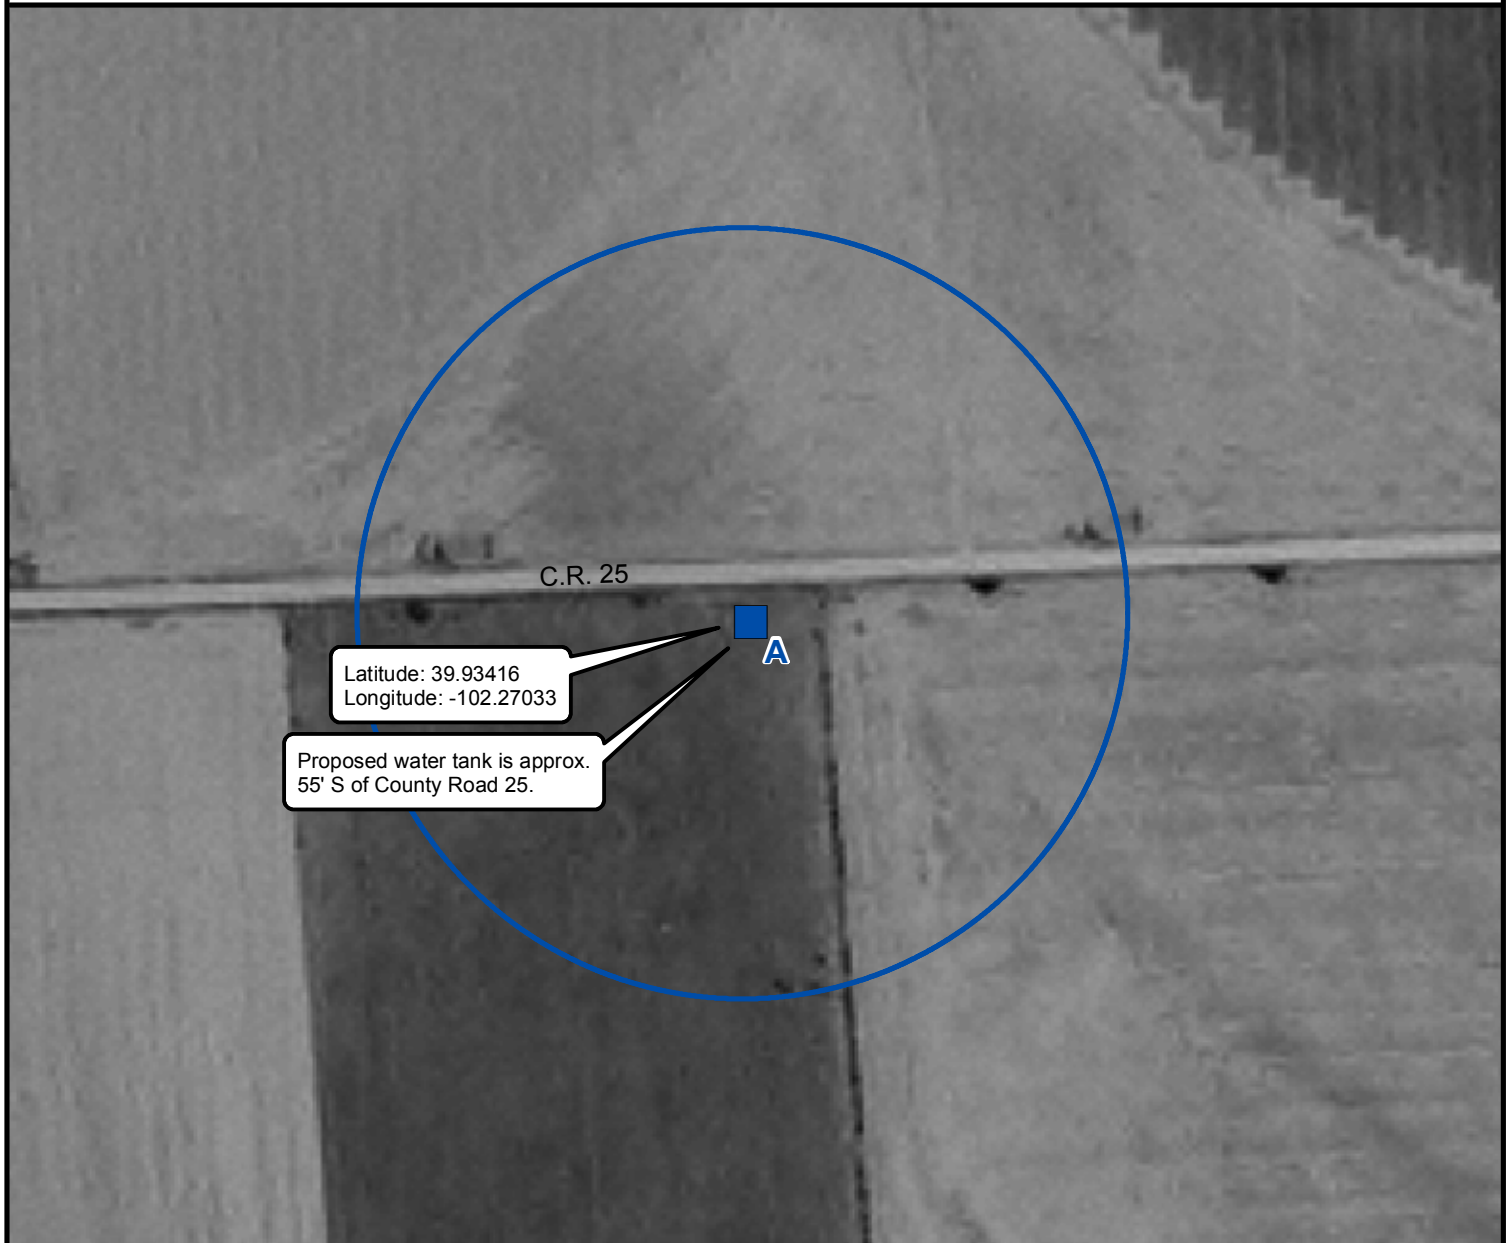 C.R. 25
A
Latitude: 39.93416
Longitude: -102.27033
Proposed water tank is approx.
55' S of County Road 25.